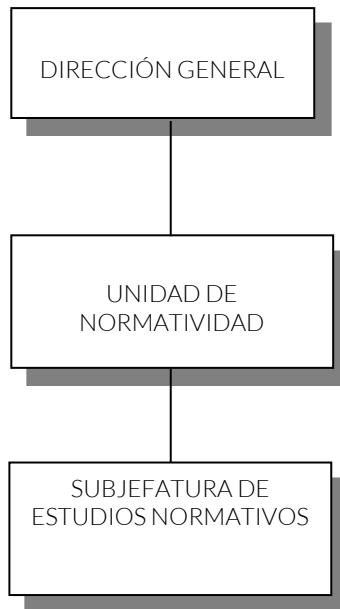 DIRECCIÓN GENERAL
UNIDAD DE
NORMATIVIDAD
SUBJEFATURA DE
ESTUDIOS NORMATIVOS